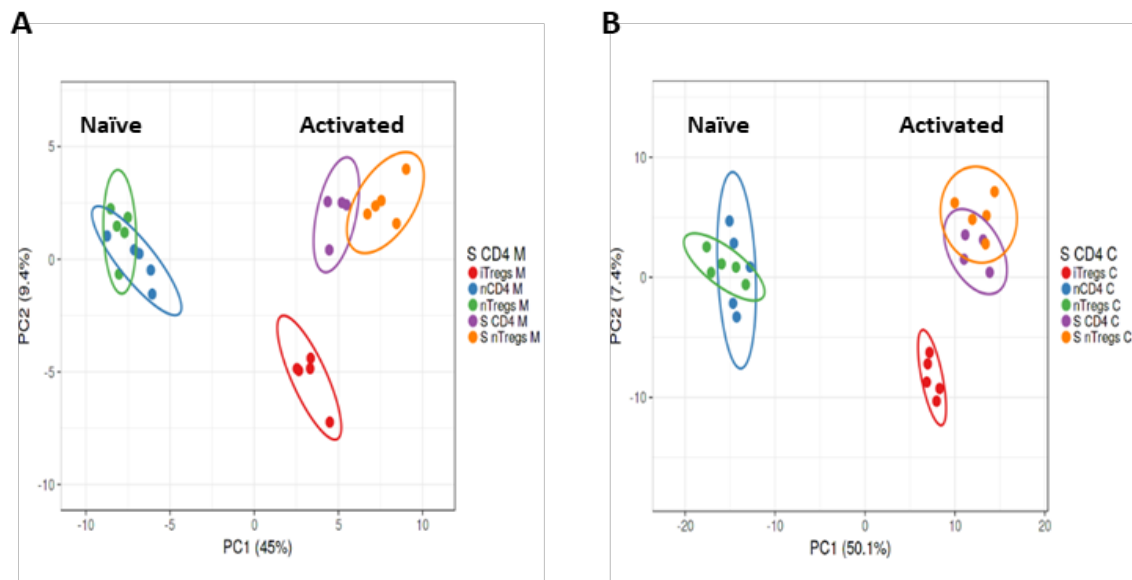 A
Naïve
Activated
5
0
-5
-10
-10
-5
0
5
10
PC1 (45%)
PC2 (9.4%)
S CD4 M
iTregs M
nCD4 M
nTregs M
S CD4 M
S nTregs M
B
Naïve
Activated
10
0
-10
-20
-10
0
10
20
PC1 (50.1%)
PC2 (7.4%)
S CD4 C
iTregs C
nCD4 C
nTregs C
S CD4 C
S nTregs C